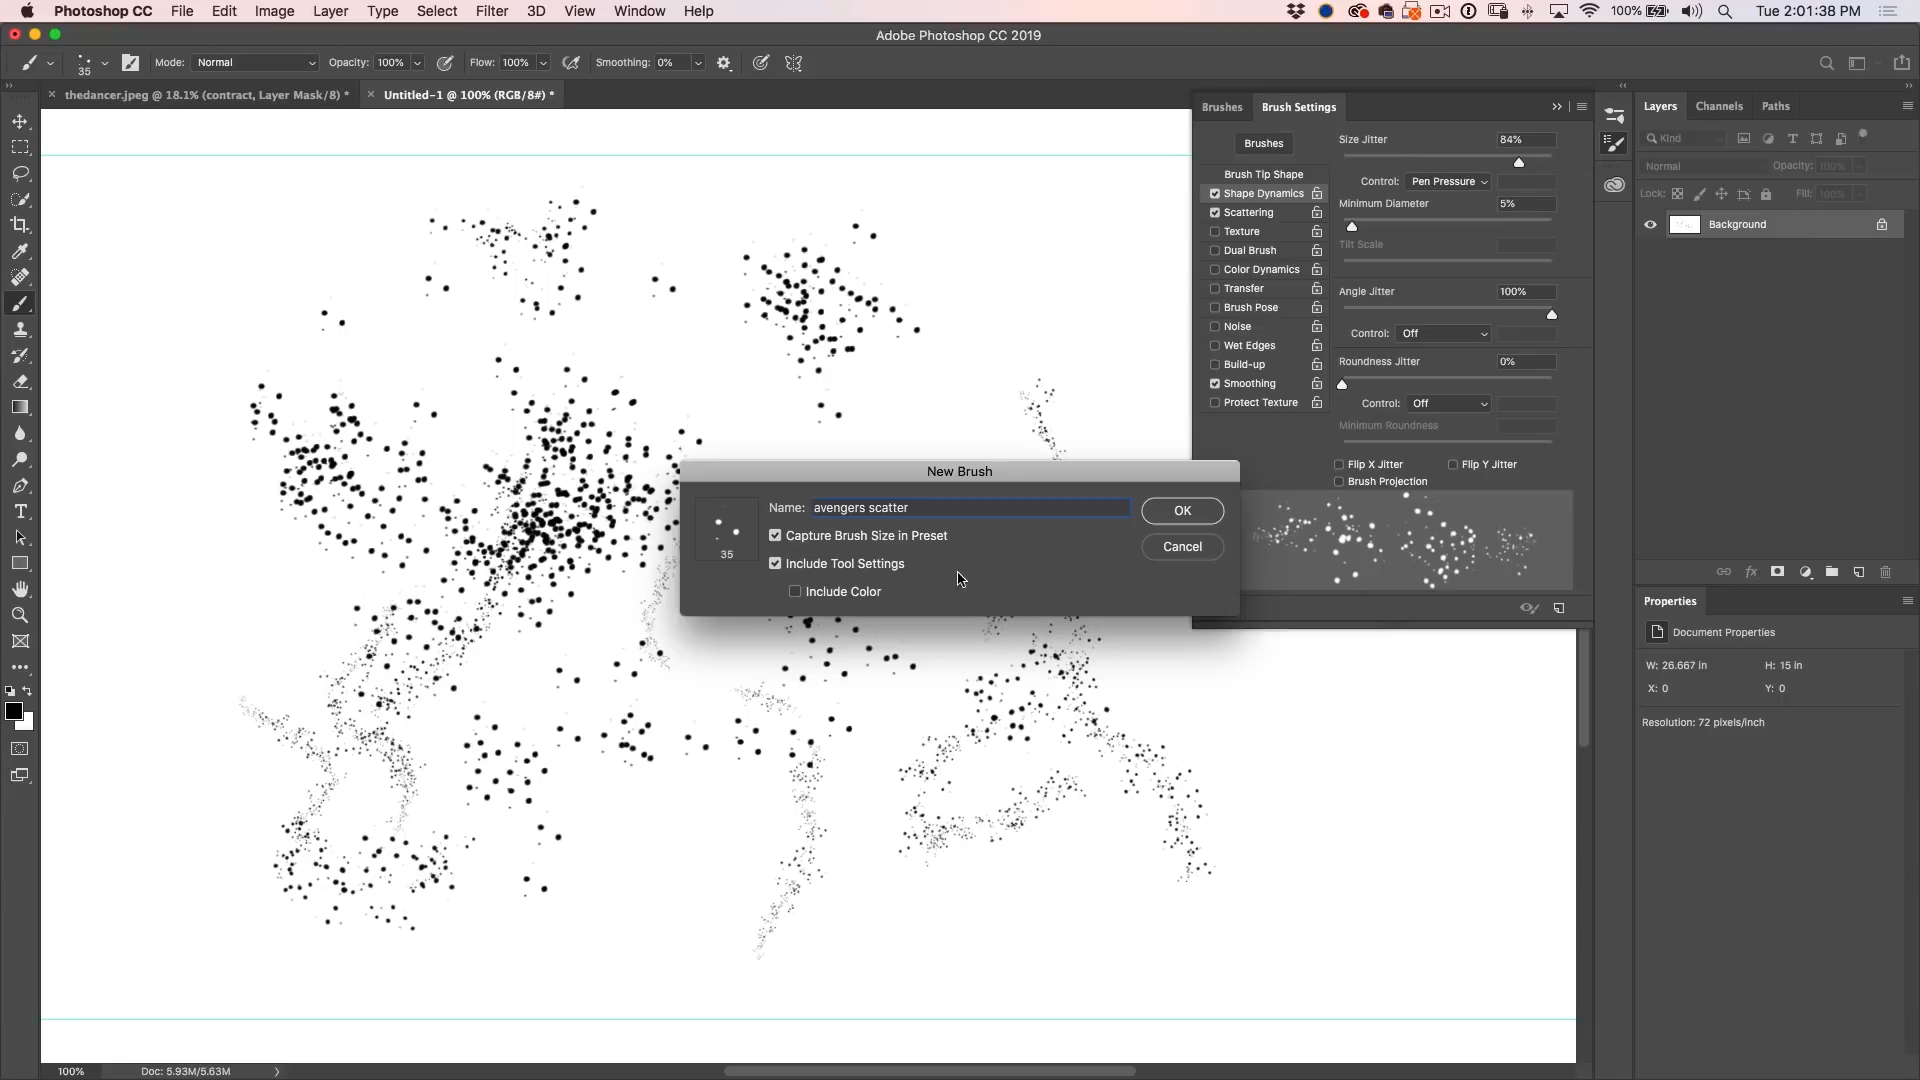 Photoshop CC File Edit Image Layer Type Select Filter 3D View Window Help 100% Tue 2:01:38 PM
Adobe Photoshop CC 2019
35 Mode: Normal Opacity: 100% Flow: 100% Smoothing: 0%
thedancer.jpeg @ 18.1% (contract, Layer Mask/8) * Untitled-1 @ 100% (RGB/8#) *
Brushes Brush Settings
Brushes
Brush Tip Shape
Shape Dynamics
Scattering
Texture
Dual Brush
Color Dynamics
Transfer
Brush Pose
Noise
Wet Edges
Build-up
Smoothing
Protect Texture
Size Jitter 84%
Control: Pen Pressure
Minimum Diameter 5%
Tilt Scale
Angle Jitter 100%
Control: Off
Roundness Jitter 0%
Control: Off
Minimum Roundness
Flip X Jitter Flip Y Jitter
Brush Projection
New Brush
Name: avengers scatter
Capture Brush Size in Preset
Include Tool Settings
Include Color
35
OK
Cancel
Layers Channels Paths
Kind
Normal Opacity: 100%
Lock: Fill: 100%
Background
fx
Properties
Document Properties
W: 26.667 in H: 15 in
X: 0 Y: 0
Resolution: 72 pixels/inch
100% Doc: 5.93M/5.63M